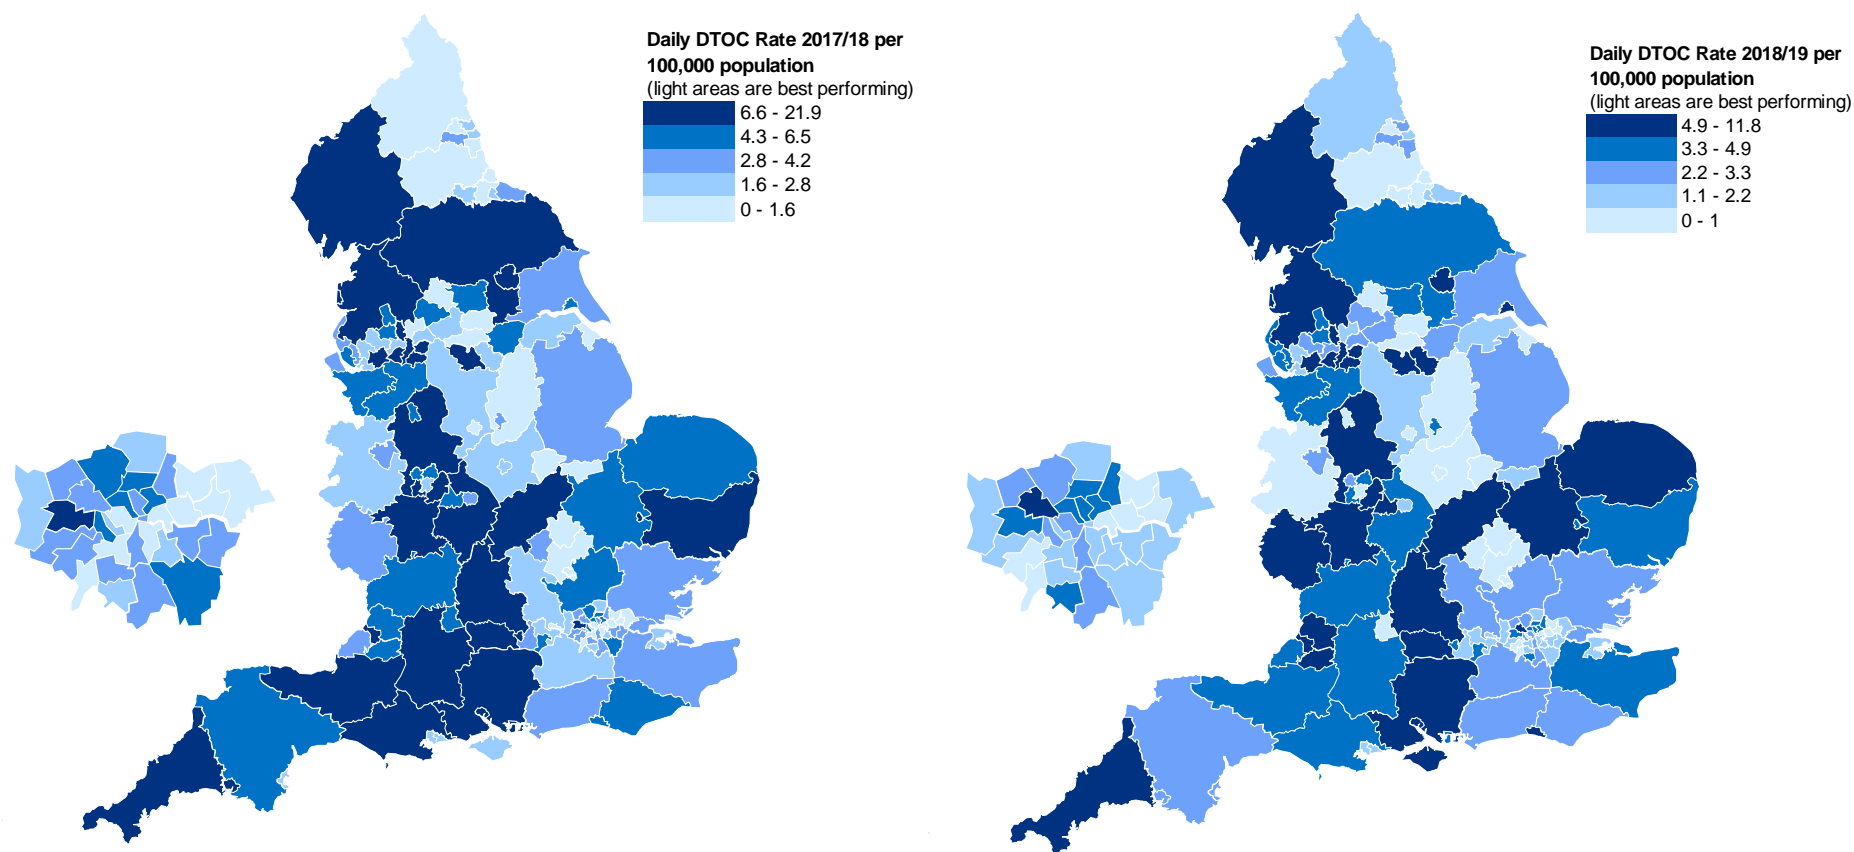 Daily DTOC Rate 2017/18 per
100,000 population
(light areas are best performing)
6.6 - 21.9
4.3 - 6.5
2.8 - 4.2
1.6 - 2.8
0 - 1.6
Daily DTOC Rate 2018/19 per
100,000 population
(light areas are best performing)
4.9 - 11.8
3.3 - 4.9
2.2 - 3.3
1.1 - 2.2
0 - 1